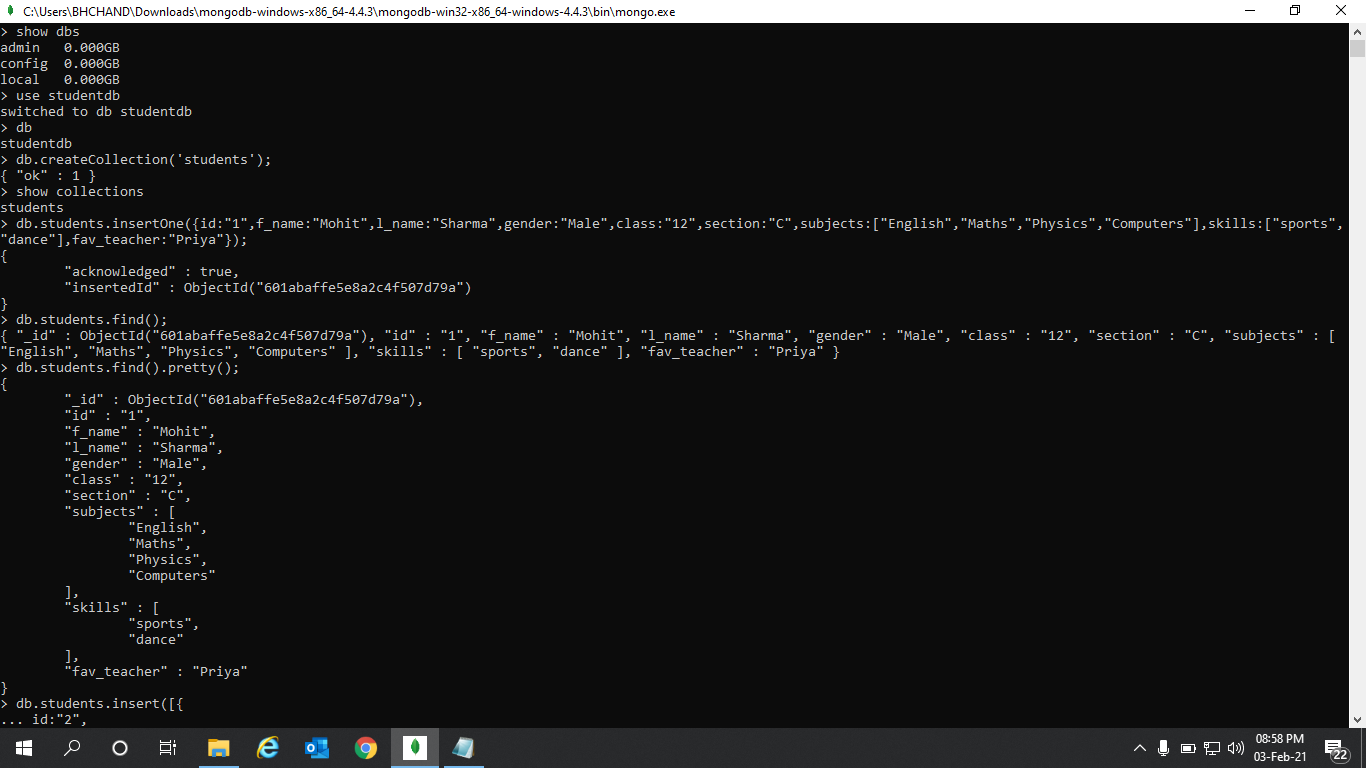 C:\Users\BHCHAND\Downloads\mongodb-windows-x86_64-4.4.3\mongodb-win32-x86_64-windows-4.4.3\bin\mongo.exe
> show dbs
admin   0.000GB
config  0.000GB
local   0.000GB
> use studentdb
switched to db studentdb
> db
studentdb
> db.createCollection('students');
{ "ok" : 1 }
> show collections
students
> db.students.insertOne({id:"1",f_name:"Mohit",l_name:"Sharma",gender:"Male",class:"12",section:"C",subjects:["English","Maths","Physics","Computers"],skills:["sports",
"dance"],fav_teacher:"Priya"});
{
        "acknowledged" : true,
        "insertedId" : ObjectId("601abaffe5e8a2c4f507d79a")
}
> db.students.find();
{ "_id" : ObjectId("601abaffe5e8a2c4f507d79a"), "id" : "1", "f_name" : "Mohit", "l_name" : "Sharma", "gender" : "Male", "class" : "12", "section" : "C", "subjects" : [
"English", "Maths", "Physics", "Computers" ], "skills" : [ "sports", "dance" ], "fav_teacher" : "Priya" }
> db.students.find().pretty();
{
        "_id" : ObjectId("601abaffe5e8a2c4f507d79a"),
        "id" : "1",
        "f_name" : "Mohit",
        "l_name" : "Sharma",
        "gender" : "Male",
        "class" : "12",
        "section" : "C",
        "subjects" : [
                "English",
                "Maths",
                "Physics",
                "Computers"
        ],
        "skills" : [
                "sports",
                "dance"
        ],
        "fav_teacher" : "Priya"
}
> db.students.insert([{
... id:"2",
08:58 PM
03-Feb-21
22